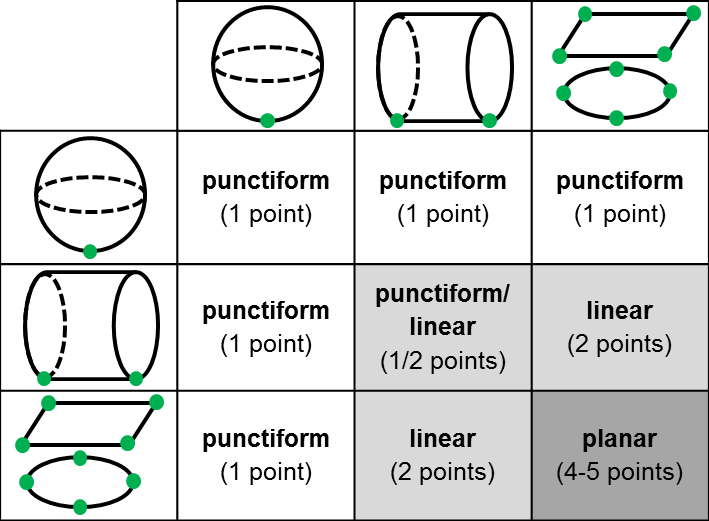 punctiform
(1 point)
punctiform
(1 point)
punctiform
(1 point)
punctiform
(1 point)
punctiform/
linear
(1/2 points)
linear
(2 points)
punctiform
(1 point)
linear
(2 points)
planar
(4-5 points)